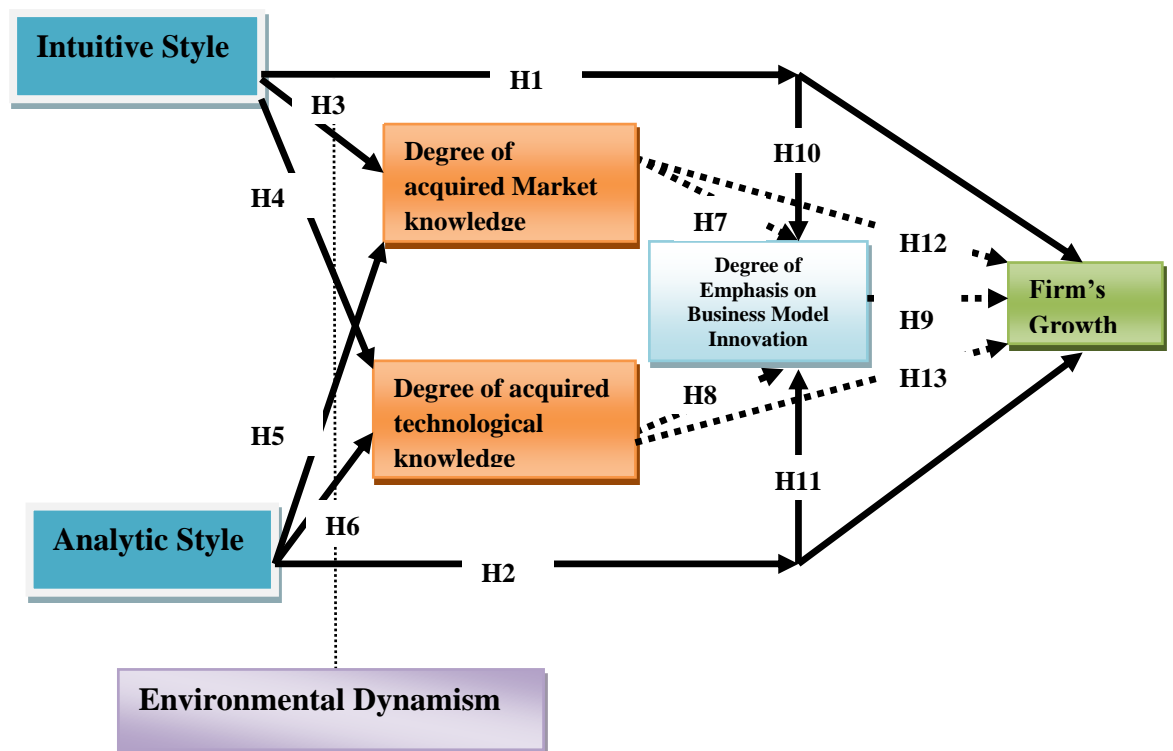 Intuitive Style
H1
H3
Degree of
acquired Market
knowledge
H10
H4
H7
H12
Degree of
Emphasis on
Business Model
Innovation
Firm's
Growth
H9
H13
Degree of acquired
technological
knowledge
H8
H5
H11
H6
Analytic Style
H2
Environmental Dynamism